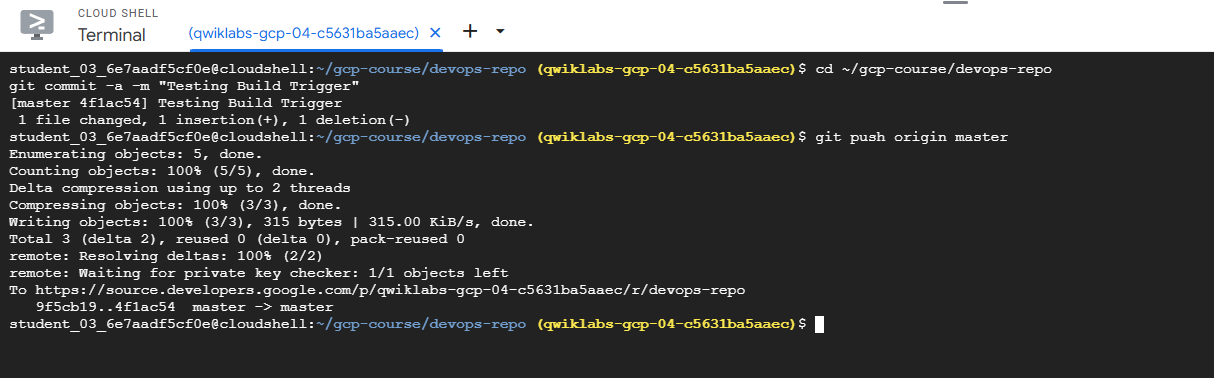 CLOUD SHELL
Terminal
(qwiklabs-gcp-04-c5631ba5aaec) × + ▾
student_03_6e7aadf5cf0e@cloudshell:~/gcp-course/devops-repo (qwiklabs-gcp-04-c5631ba5aaec)$ cd ~/gcp-course/devops-repo
git commit -a -m "Testing Build Trigger"
[master 4f1ac54] Testing Build Trigger
 1 file changed, 1 insertion(+), 1 deletion(-)
student_03_6e7aadf5cf0e@cloudshell:~/gcp-course/devops-repo (qwiklabs-gcp-04-c5631ba5aaec)$ git push origin master
Enumerating objects: 5, done.
Counting objects: 100% (5/5), done.
Delta compression using up to 2 threads
Compressing objects: 100% (3/3), done.
Writing objects: 100% (3/3), 315 bytes | 315.00 KiB/s, done.
Total 3 (delta 2), reused 0 (delta 0), pack-reused 0
remote: Resolving deltas: 100% (2/2)
remote: Waiting for private key checker: 1/1 objects left
To https://source.developers.google.com/p/qwiklabs-gcp-04-c5631ba5aaec/r/devops-repo
   9f5cb19..4f1ac54  master -> master
student_03_6e7aadf5cf0e@cloudshell:~/gcp-course/devops-repo (qwiklabs-gcp-04-c5631ba5aaec)$